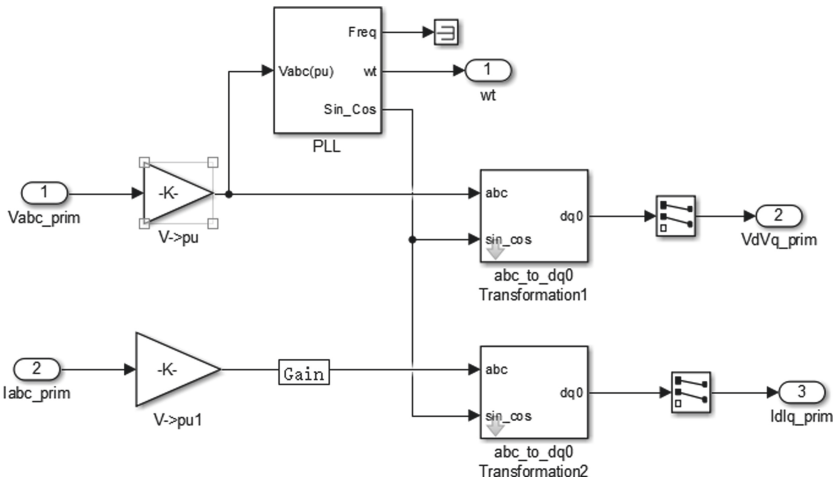 Freq
Vabc(pu)
wt
1
wt
Sin_Cos
PLL
1
Vabc_prim
-K-
V->pu
abc
dq0
sin_cos
abc_to_dq0
Transformation1
2
VdVq_prim
2
Iabc_prim
-K-
V->pu1
Gain
abc
dq0
sin_cos
abc_to_dq0
Transformation2
3
IdIq_prim